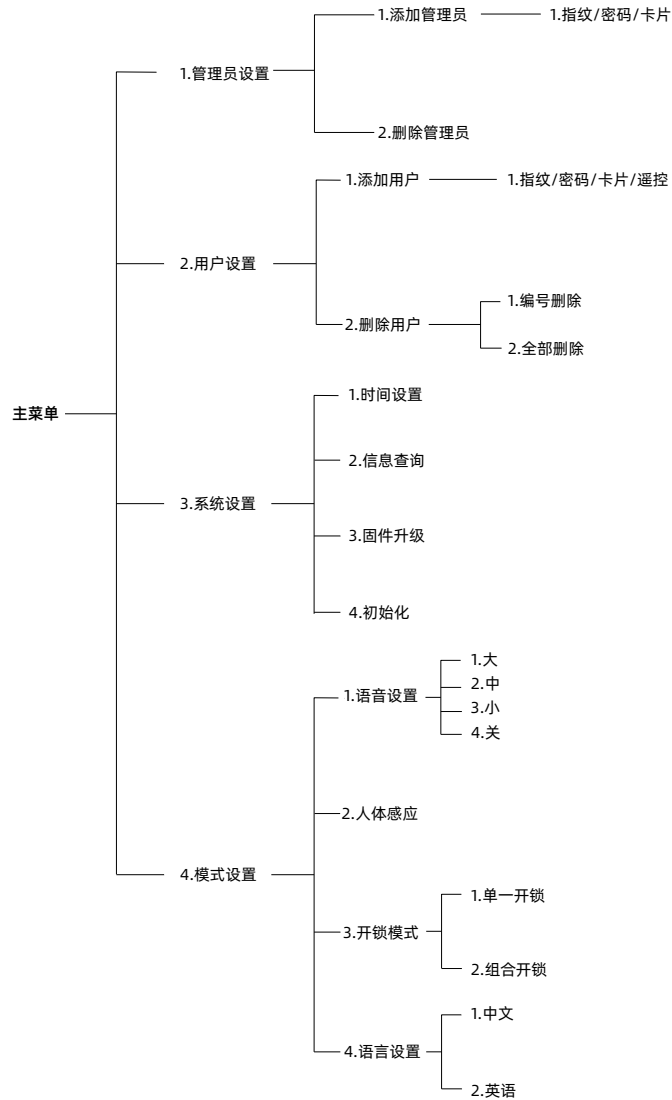 主菜单
1.管理员设置
1.添加管理员
1.指纹/密码/卡片
2.删除管理员
2.用户设置
1.添加用户
1.指纹/密码/卡片/遥控
2.删除用户
1.编号删除
2.全部删除
3.系统设置
1.时间设置
2.信息查询
3.固件升级
4.初始化
4.模式设置
1.语音设置
1.大
2.中
3.小
4.关
2.人体感应
3.开锁模式
1.单一开锁
2.组合开锁
4.语言设置
1.中文
2.英语